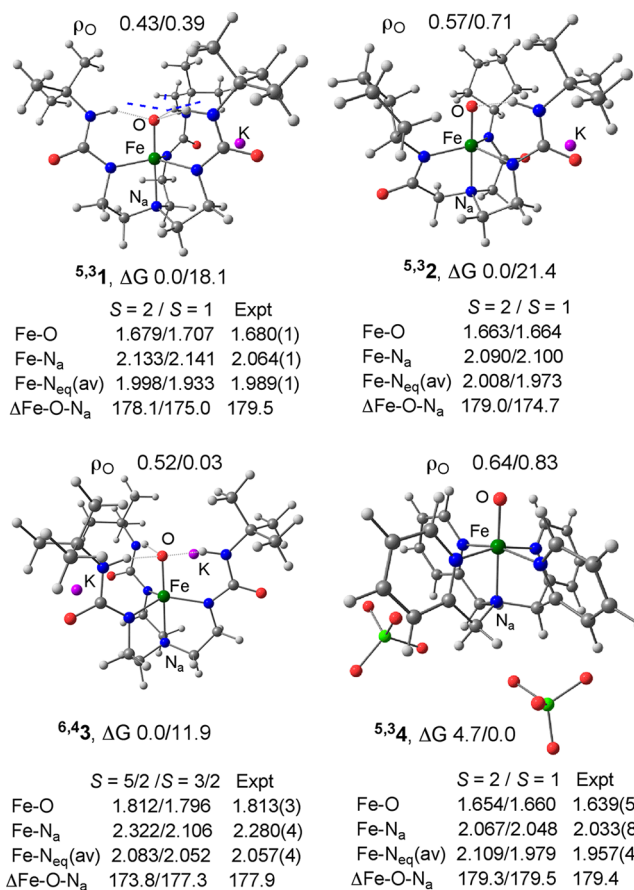 ρO 0.43/0.39
O
Fe
K
Na
5,31, ΔG 0.0/18.1
S = 2 / S = 1 Expt
Fe-O 1.679/1.707 1.680(1)
Fe-Na 2.133/2.141 2.064(1)
Fe-Neq(av) 1.998/1.933 1.989(1)
ΔFe-O-Na 178.1/175.0 179.5
ρO 0.57/0.71
O
Fe
K
Na
5,32, ΔG 0.0/21.4
S = 2 / S = 1
Fe-O 1.663/1.664
Fe-Na 2.090/2.100
Fe-Neq(av) 2.008/1.973
ΔFe-O-Na 179.0/174.7
ρO 0.52/0.03
O
K
K
Fe
Na
6,43, ΔG 0.0/11.9
S = 5/2 /S = 3/2 Expt
Fe-O 1.812/1.796 1.813(3)
Fe-Na 2.322/2.106 2.280(4)
Fe-Neq(av) 2.083/2.052 2.057(4)
ΔFe-O-Na 173.8/177.3 177.9
ρO 0.64/0.83
O
Fe
Na
5,34, ΔG 4.7/0.0
S = 2 / S = 1 Expt
Fe-O 1.654/1.660 1.639(5
Fe-Na 2.067/2.048 2.033(8
Fe-Neq(av) 2.109/1.979 1.957(4
ΔFe-O-Na 179.3/179.5 179.4